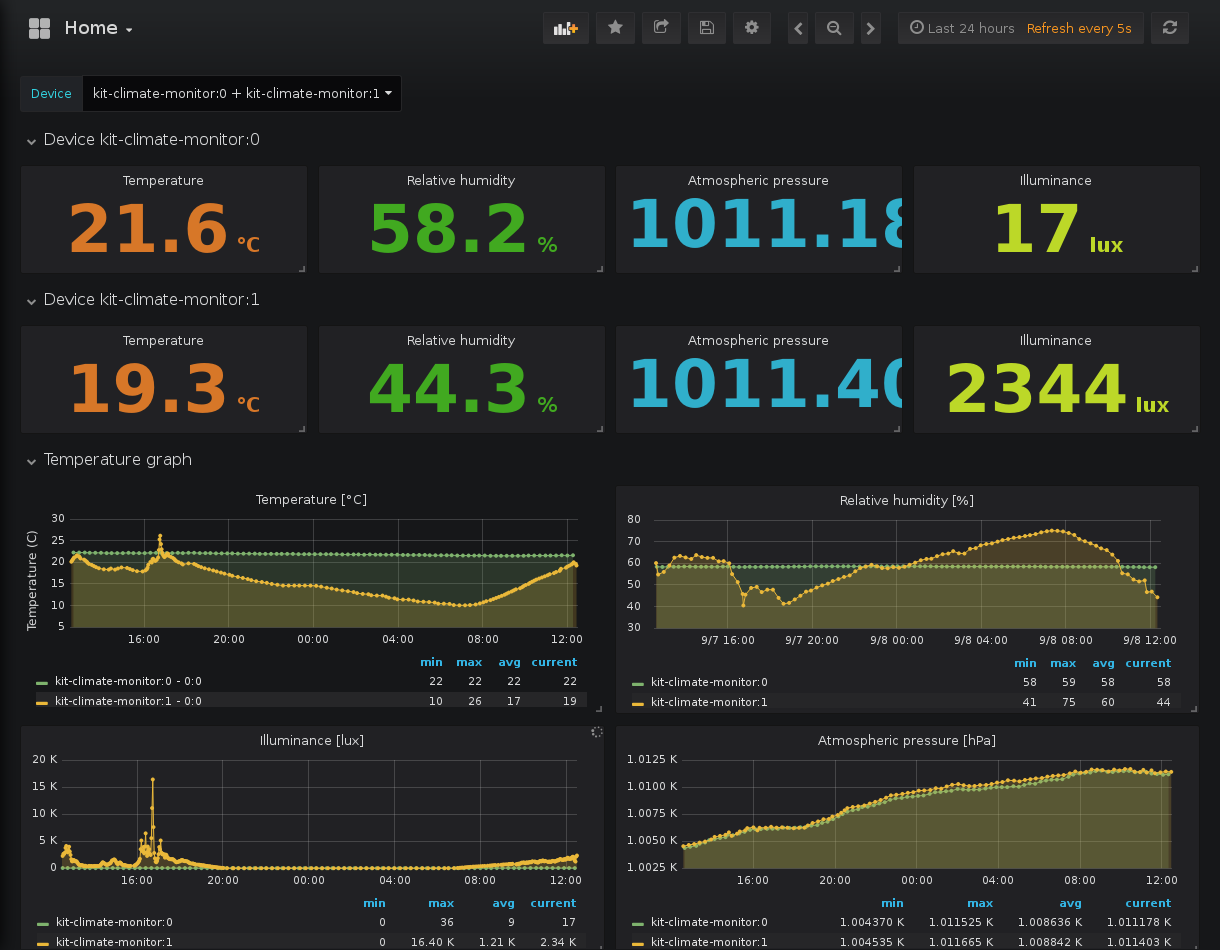 Home
Last 24 hours Refresh every 5s
Device kit-climate-monitor:0 + kit-climate-monitor:1
Device kit-climate-monitor:0
Temperature Relative humidity Atmospheric pressure Illuminance
21.6 °C 58.2 % 1011.18 17 lux
Device kit-climate-monitor:1
Temperature Relative humidity Atmospheric pressure Illuminance
19.3 °C 44.3 % 1011.40 2344 lux
Temperature graph
Temperature [°C]
Temperature (C)
30
25
20
15
10
5
16:00 20:00 00:00 04:00 08:00 12:00
min max avg current
kit-climate-monitor:0 - 0:0 22 22 22 22
kit-climate-monitor:1 - 0:0 10 26 17 19
Relative humidity [%]
80
70
60
50
40
30
9/7 16:00 9/7 20:00 9/8 00:00 9/8 04:00 9/8 08:00 9/8 12:00
min max avg current
kit-climate-monitor:0 58 59 58 58
kit-climate-monitor:1 41 75 60 44
Illuminance [lux]
20 K
15 K
10 K
5 K
0
16:00 20:00 00:00 04:00 08:00 12:00
min max avg current
kit-climate-monitor:0 0 36 9 17
kit-climate-monitor:1 0 16.40 K 1.21 K 2.34 K
Atmospheric pressure [hPa]
1.0125 K
1.0100 K
1.0075 K
1.0050 K
1.0025 K
16:00 20:00 00:00 04:00 08:00 12:00
min max avg current
kit-climate-monitor:0 1.004370 K 1.011525 K 1.008636 K 1.011178 K
kit-climate-monitor:1 1.004535 K 1.011665 K 1.008842 K 1.011403 K